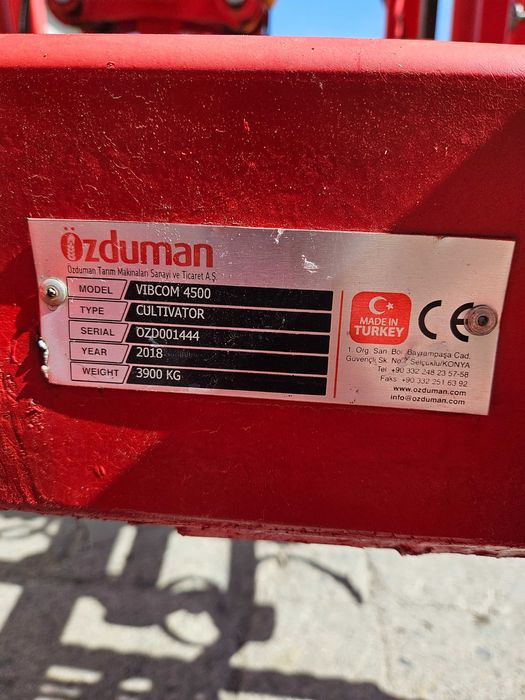 Özduman
Özduman Tarım Makinaları Sanayi ve Ticaret A.Ş.
MODEL VIBCOM 4500
TYPE CULTIVATOR
SERIAL OZD001444
YEAR 2018
WEIGHT 3900 KG
MADE IN
TURKEY
CE
1. Org. San. Böl. Bayrampaşa Cad.
Güvençli Sk. No:7 Selçuklu/KONYA
Tel :+90 332 248 23 57-58
Faks :+90 332 251 63 92
www.ozduman.com
info@ozduman.com